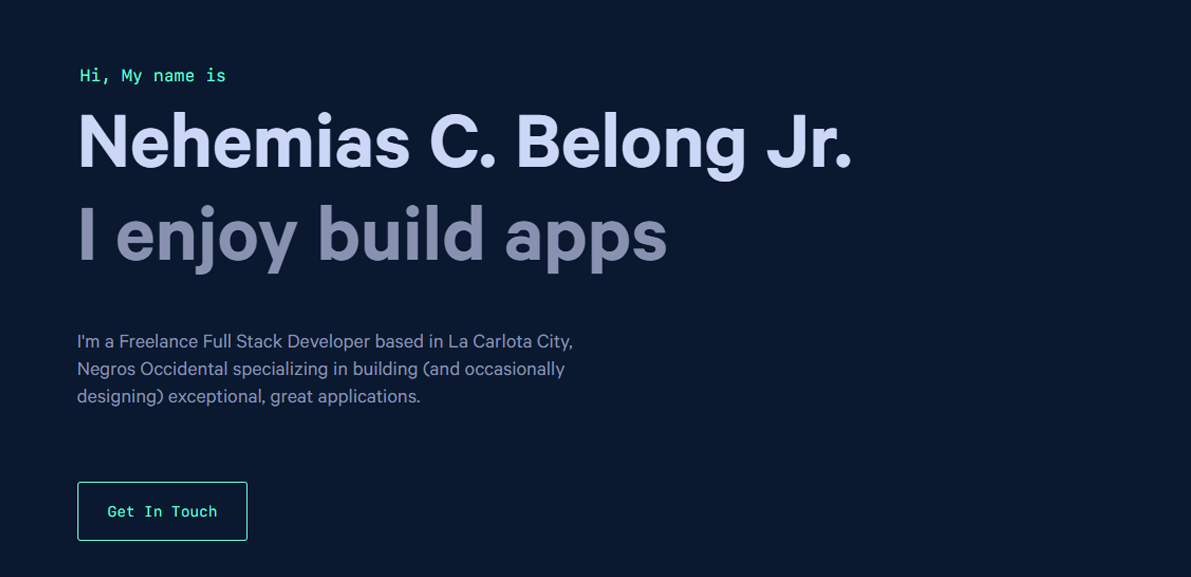 Hi, My name is
Nehemias C. Belong Jr.
I enjoy build apps
I'm a Freelance Full Stack Developer based in La Carlota City,
Negros Occidental specializing in building (and occasionally
designing) exceptional, great applications.
Get In Touch